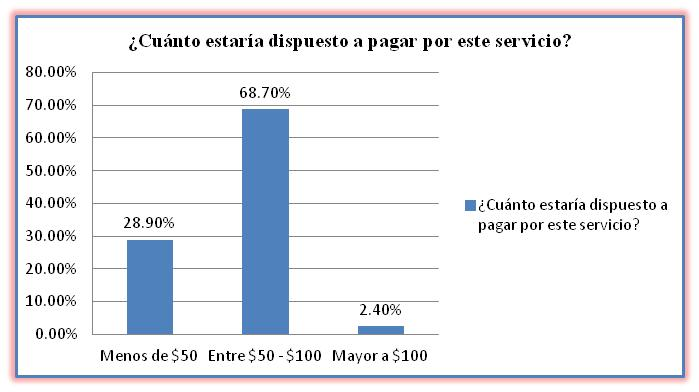 ¿Cuánto estaría dispuesto a pagar por este servicio?
80.00%
70.00%
60.00%
50.00%
40.00%
30.00%
20.00%
10.00%
0.00%
28.90%
68.70%
2.40%
Menos de $50
Entre $50 - $100
Mayor a $100
¿Cuánto estaría dispuesto a
pagar por este servicio?